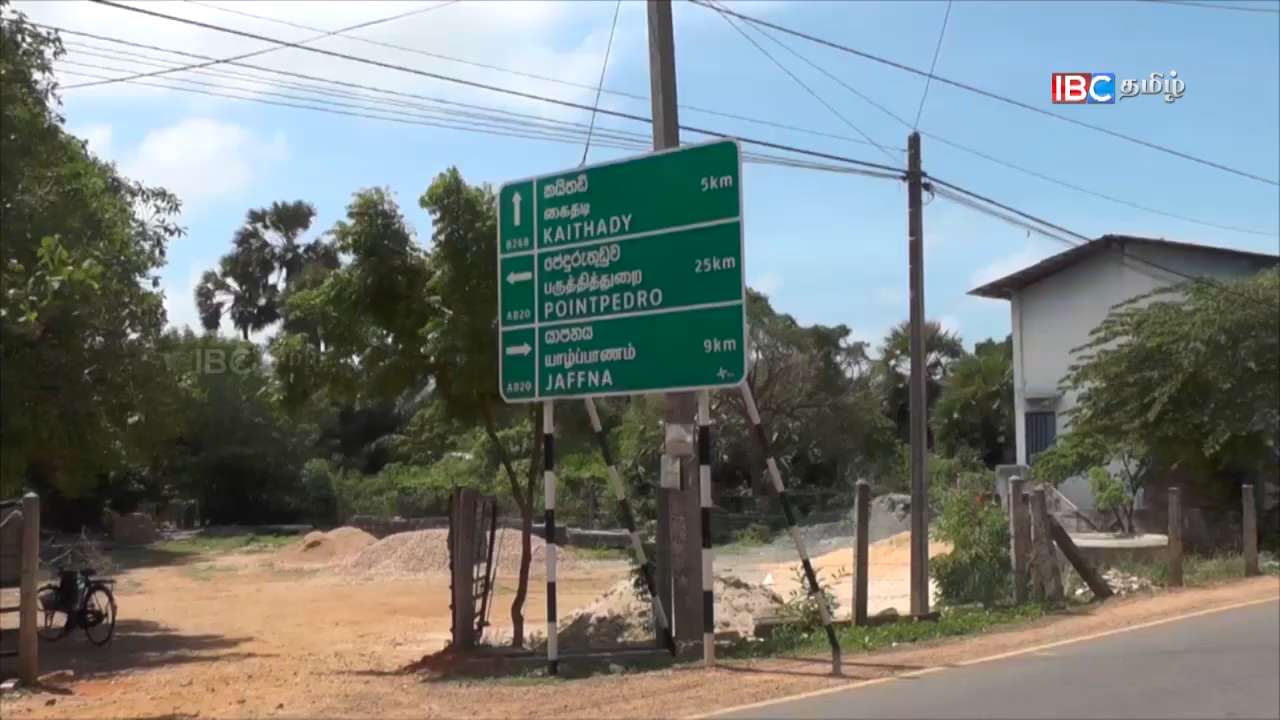 IBC தமிழ்
කයිතඩි
5km
கைதடி
B268
KAITHADY
පේදුරුතුඩුව
25km
பருத்தித்துறை
AB20
POINTPEDRO
යාපනය
9km
யாழ்ப்பாணம்
AB20
JAFFNA
IBC